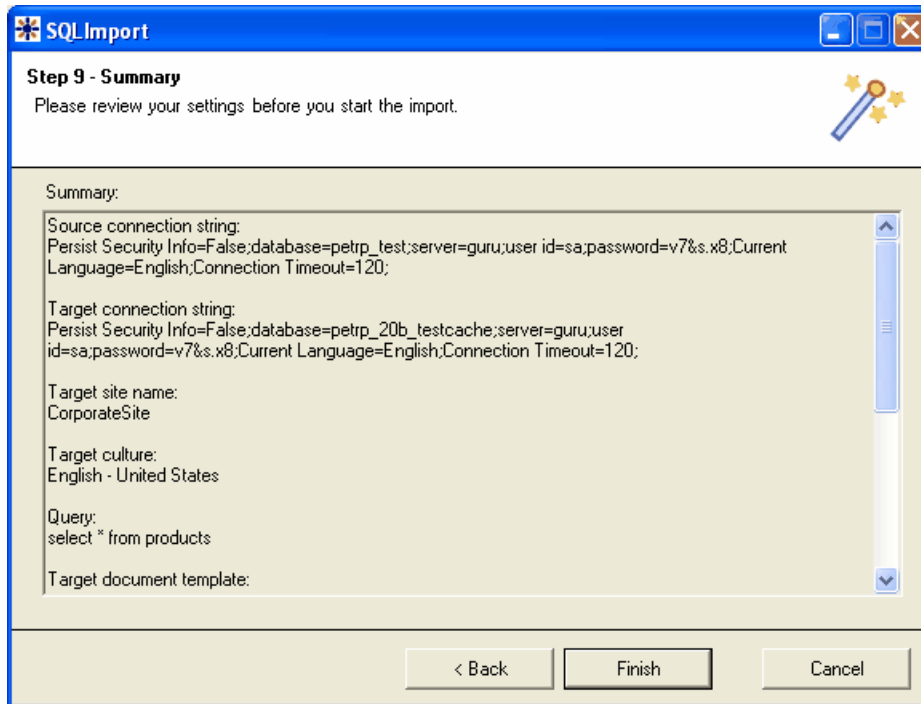 SQLImport
Step 9 - Summary
Please review your settings before you start the import.
Summary:
Source connection string:
Persist Security Info=False;database=petrp_test;server=guru;user id=sa;password=v7&s.x8;Current
Language=English;Connection Timeout=120;
Target connection string:
Persist Security Info=False;database=petrp_20b_testcache;server=guru;user
id=sa;password=v7&s.x8;Current Language=English;Connection Timeout=120;
Target site name:
CorporateSite
Target culture:
English - United States
Query:
select * from products
Target document template:
< Back
Finish
Cancel